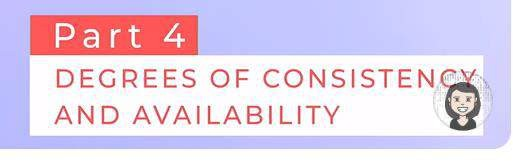 Part 4
DEGREES OF CONSISTENCY
AND AVAILABILITY